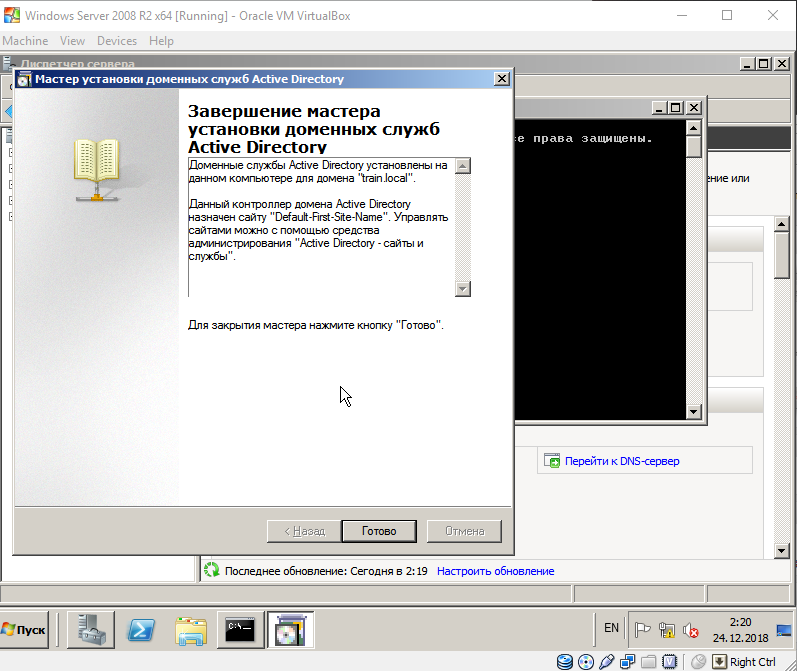 Windows Server 2008 R2 x64 [Running] - Oracle VM VirtualBox
Machine View Devices Help
Диспетчер сервера
Мастер установки доменных служб Active Directory
Завершение мастера
установки доменных служб
Active Directory
Доменные службы Active Directory установлены на
данном компьютере для домена "train.local".
Данный контроллер домена Active Directory
назначен сайту "Default-First-Site-Name". Управлять
сайтами можно с помощью средства
администрирования "Active Directory - сайты и
службы".
Для закрытия мастера нажмите кнопку "Готово".
< Назад
Готово
Отмена
се права защищены.
ение или
Перейти к DNS-сервер
Последнее обновление: Сегодня в 2:19 Настроить обновление
Пуск
C:\-
EN
2:20
24.12.2018
Right Ctrl